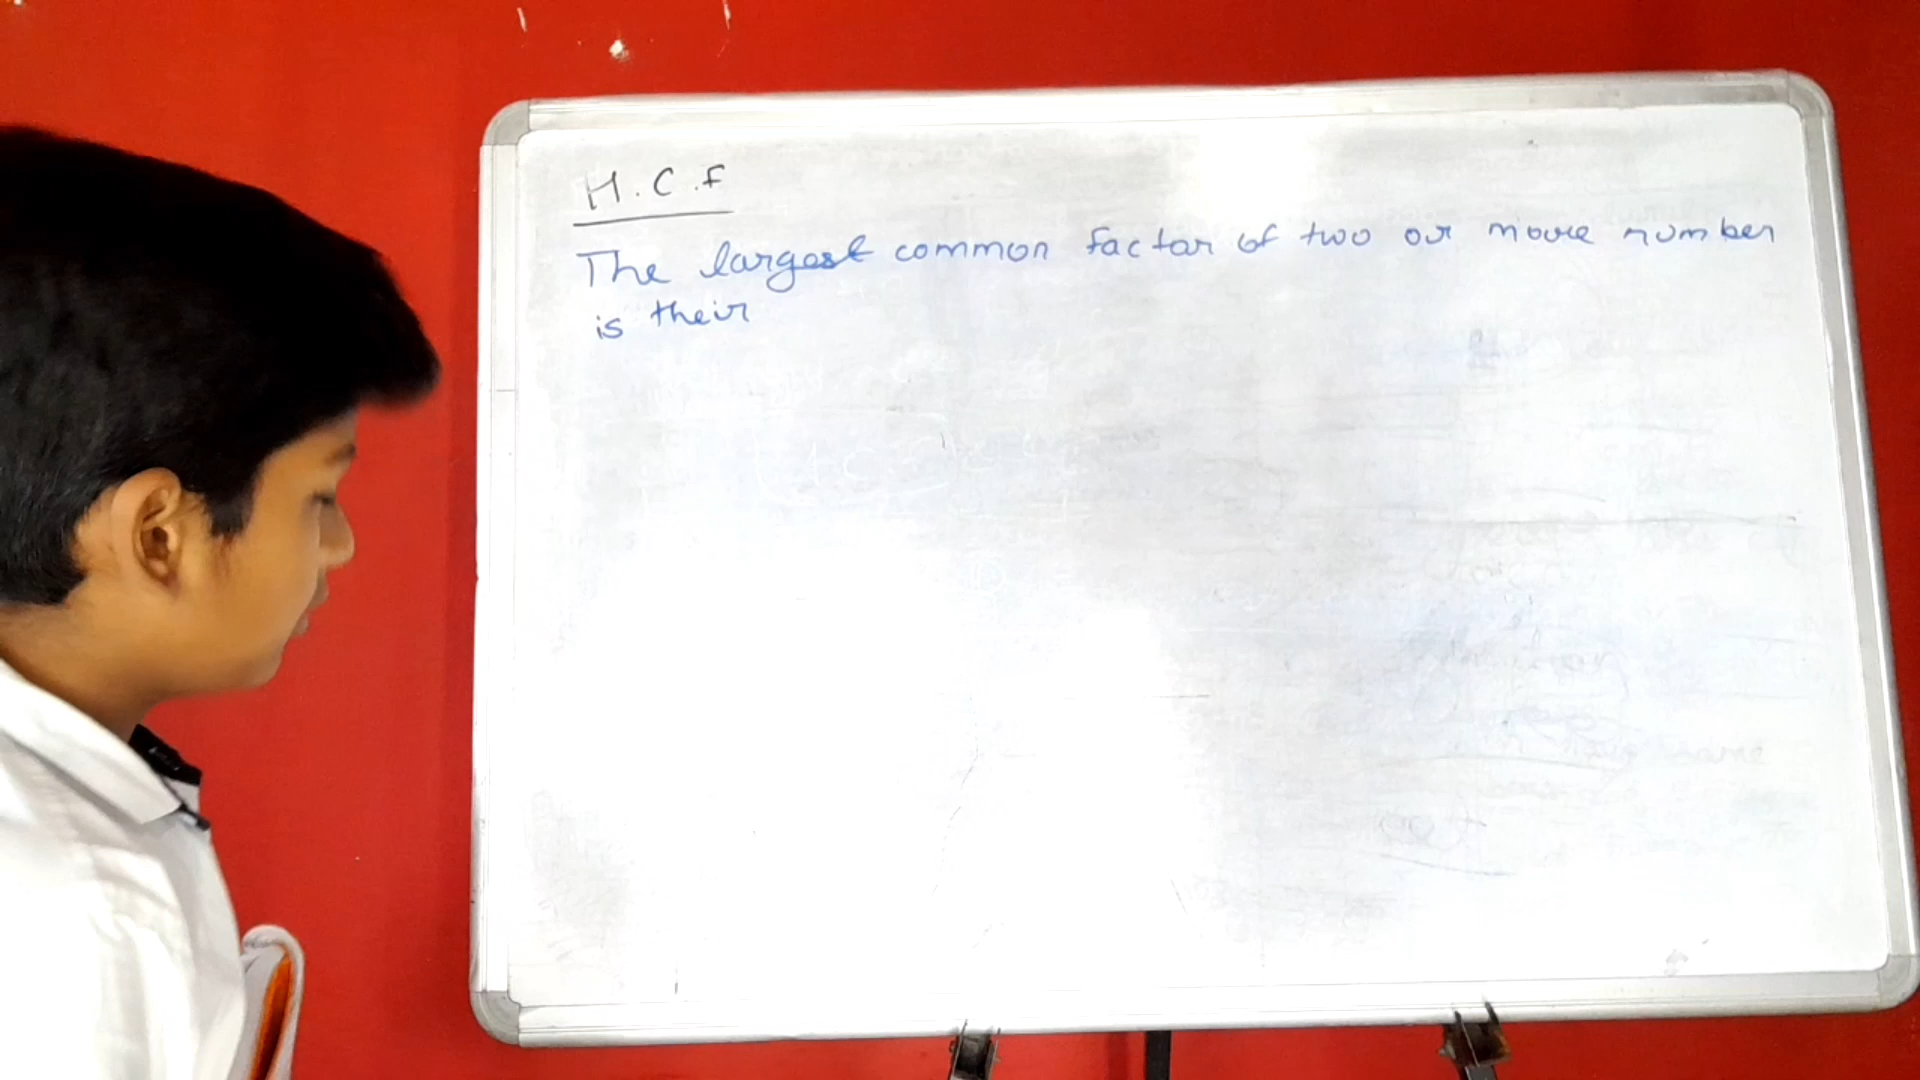 H.C.f
The largest common factor of two or more number
is their